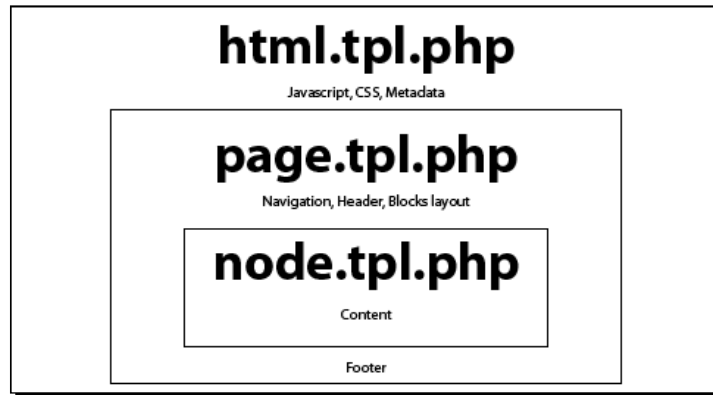 html.tpl.php
Javascript, CSS, Metadata
page.tpl.php
Navigation, Header, Blocks layout
node.tpl.php
Content
Footer